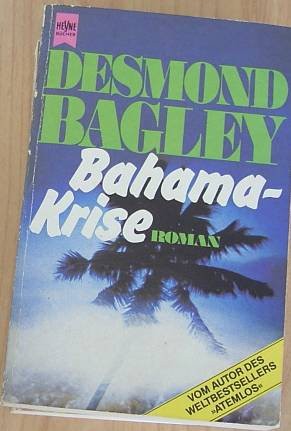 HEYNE
BÜCHER
DESMOND
BAGLEY
Bahama-
Krise
ROMAN
VOM AUTOR DES
WELTBESTSELLERS
»ATEMLOS«